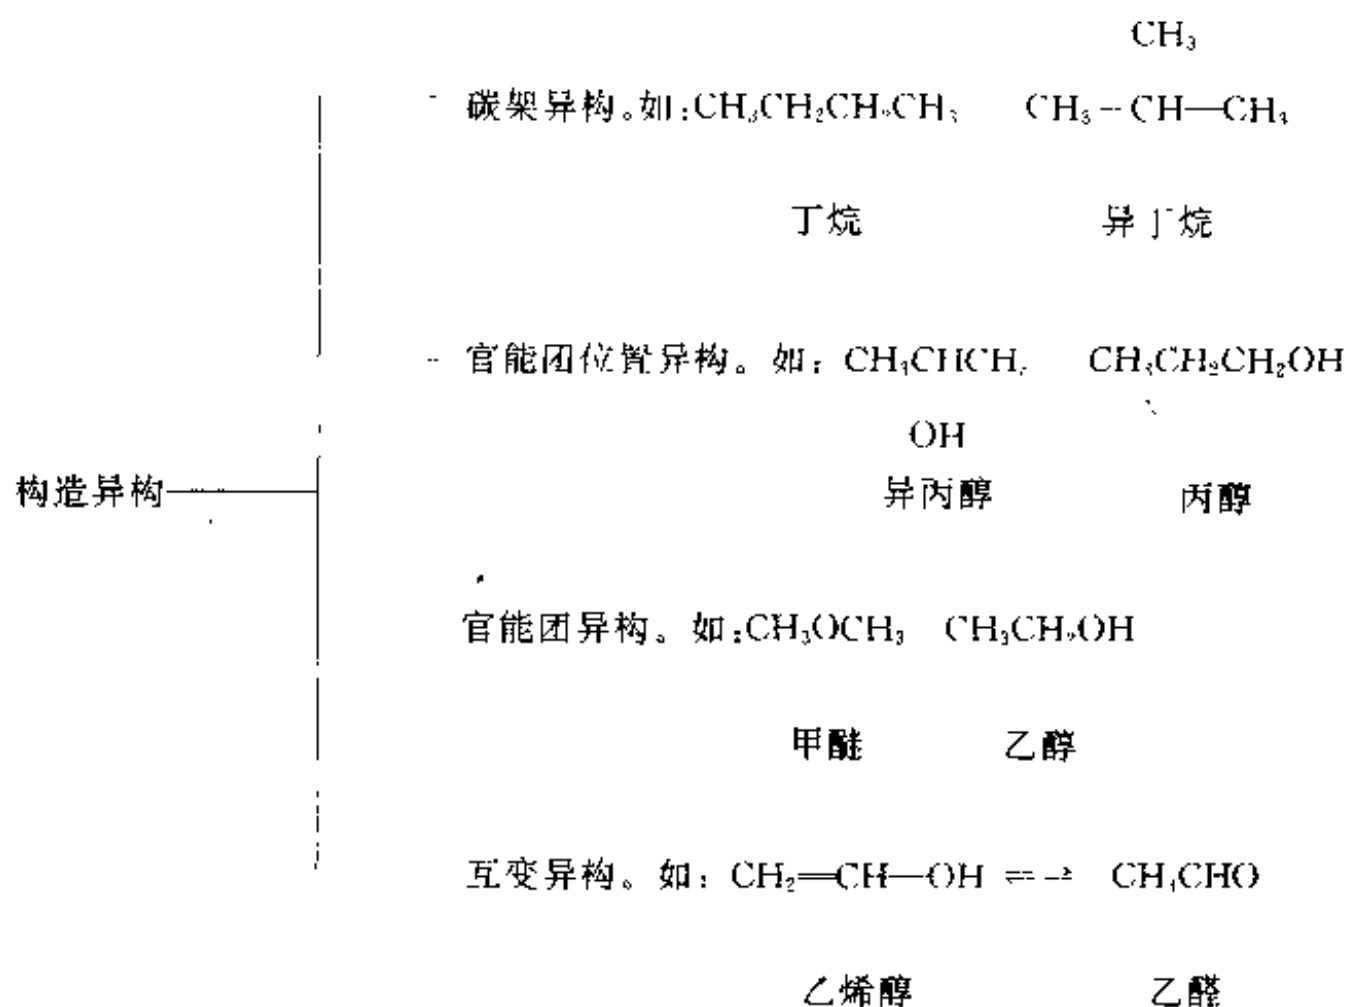 CH₃
碳架异构。如:CH₃CH₂CH₂CH₃ CH₃—CH—CH₃
丁烷 异丁烷
官能团位置异构。如:CH₃CHCH₃ CH₃CH₂CH₂OH
OH
构造异构
异丙醇 丙醇
官能团异构。如:CH₃OCH₃ CH₃CH₂OH
甲醚 乙醇
互变异构。如:CH₂═CH—OH ⇌ CH₃CHO
乙烯醇 乙醛